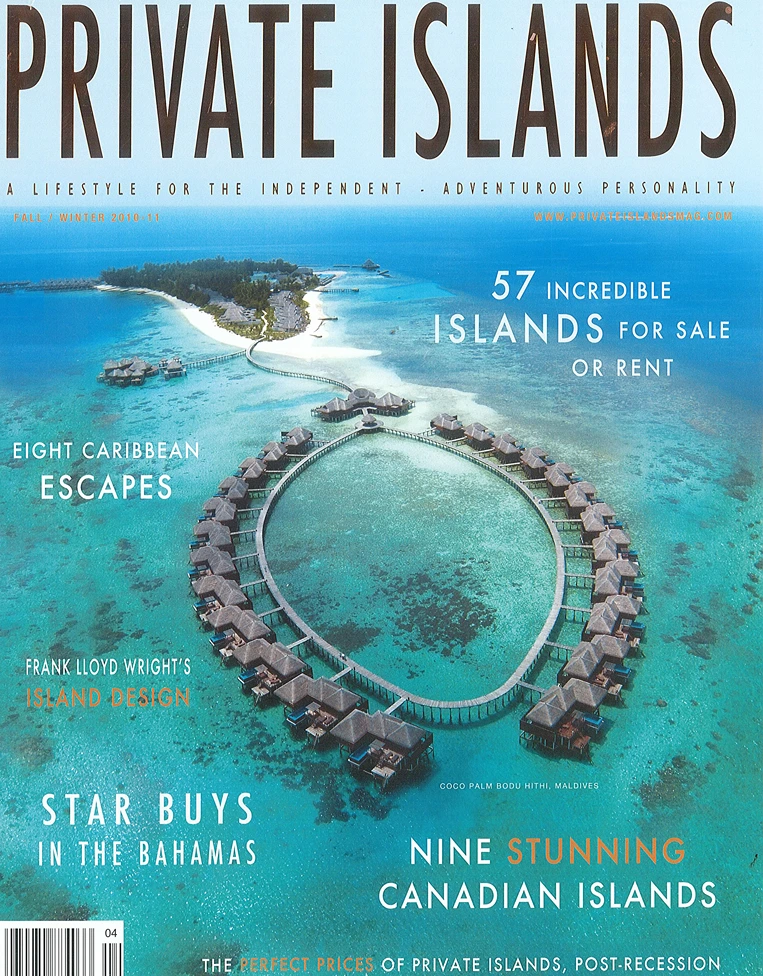 PRIVATE ISLANDS
A LIFESTYLE FOR THE INDEPENDENT - ADVENTUROUS PERSONALITY
FALL / WINTER 2010-11
WWW.PRIVATEISLANDSMAG.COM
57 INCREDIBLE
ISLANDS FOR SALE
OR RENT
EIGHT CARIBBEAN
ESCAPES
FRANK LLOYD WRIGHT'S
ISLAND DESIGN
COCO PALM BODU HITHI, MALDIVES
STAR BUYS
IN THE BAHAMAS
NINE STUNNING
CANADIAN ISLANDS
04
THE PERFECT PRICES OF PRIVATE ISLANDS, POST-RECESSION